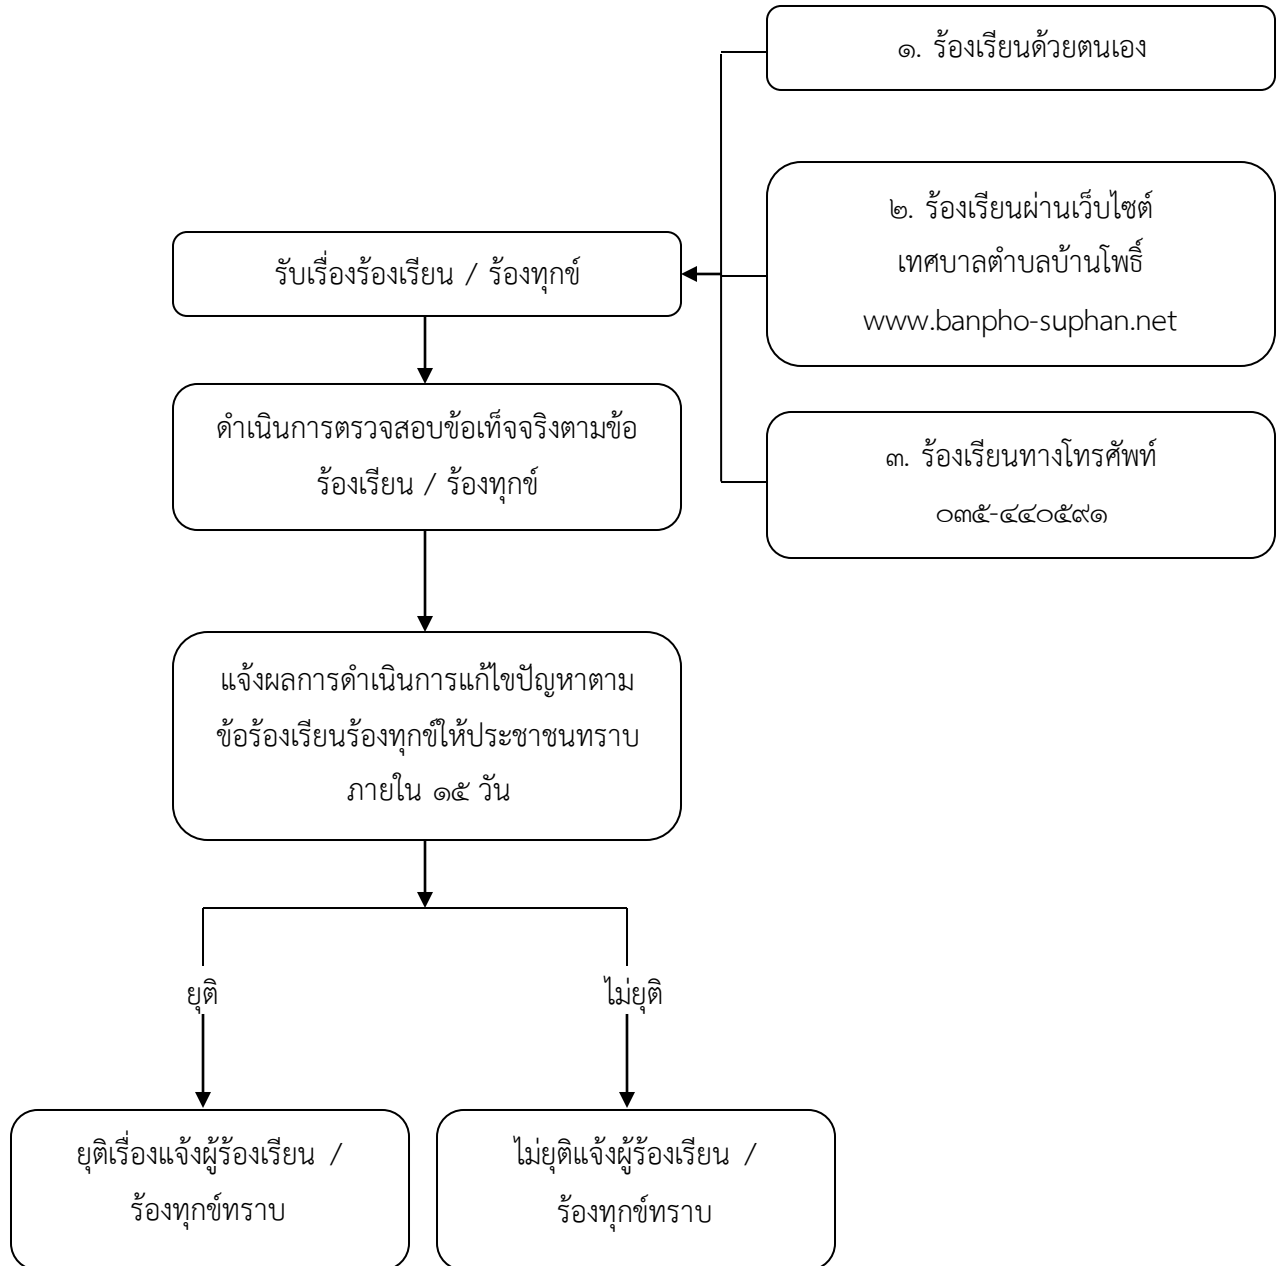 ๑. ร้องเรียนด้วยตนเอง
๒. ร้องเรียนผ่านเว็บไซต์
เทศบาลตำบลบ้านโพธิ์
www.banpho-suphan.net
๓. ร้องเรียนทางโทรศัพท์
๐๓๕-๔๔๐๕๙๑
รับเรื่องร้องเรียน / ร้องทุกข์
ดำเนินการตรวจสอบข้อเท็จจริงตามข้อ
ร้องเรียน / ร้องทุกข์
แจ้งผลการดำเนินการแก้ไขปัญหาตาม
ข้อร้องเรียนร้องทุกข์ให้ประชาชนทราบ
ภายใน ๑๕ วัน
ยุติ
ไม่ยุติ
ยุติเรื่องแจ้งผู้ร้องเรียน /
ร้องทุกข์ทราบ
ไม่ยุติแจ้งผู้ร้องเรียน /
ร้องทุกข์ทราบ